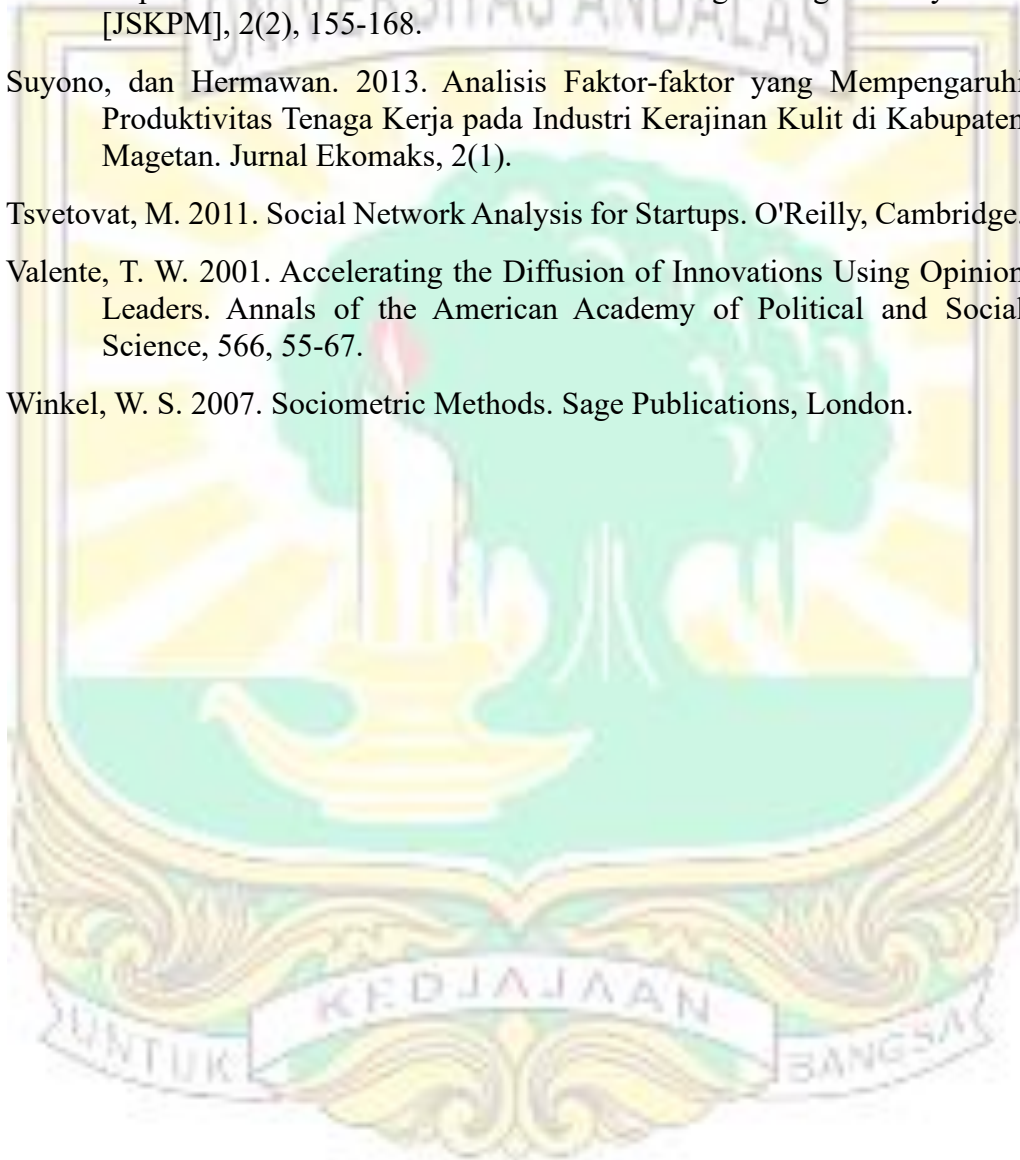 UNIVERSITAS ANDALAS
[JSKPM], 2(2), 155-168.
Suyono, dan Hermawan. 2013. Analisis Faktor-faktor yang Mempengaruhi
Produktivitas Tenaga Kerja pada Industri Kerajinan Kulit di Kabupaten
Magetan. Jurnal Ekomaks, 2(1).
Tsvetovat, M. 2011. Social Network Analysis for Startups. O'Reilly, Cambridge.
Valente, T. W. 2001. Accelerating the Diffusion of Innovations Using Opinion
Leaders. Annals of the American Academy of Political and Social
Science, 566, 55-67.
Winkel, W. S. 2007. Sociometric Methods. Sage Publications, London.
KEDJAJAAN
UNTUK
BANGSA